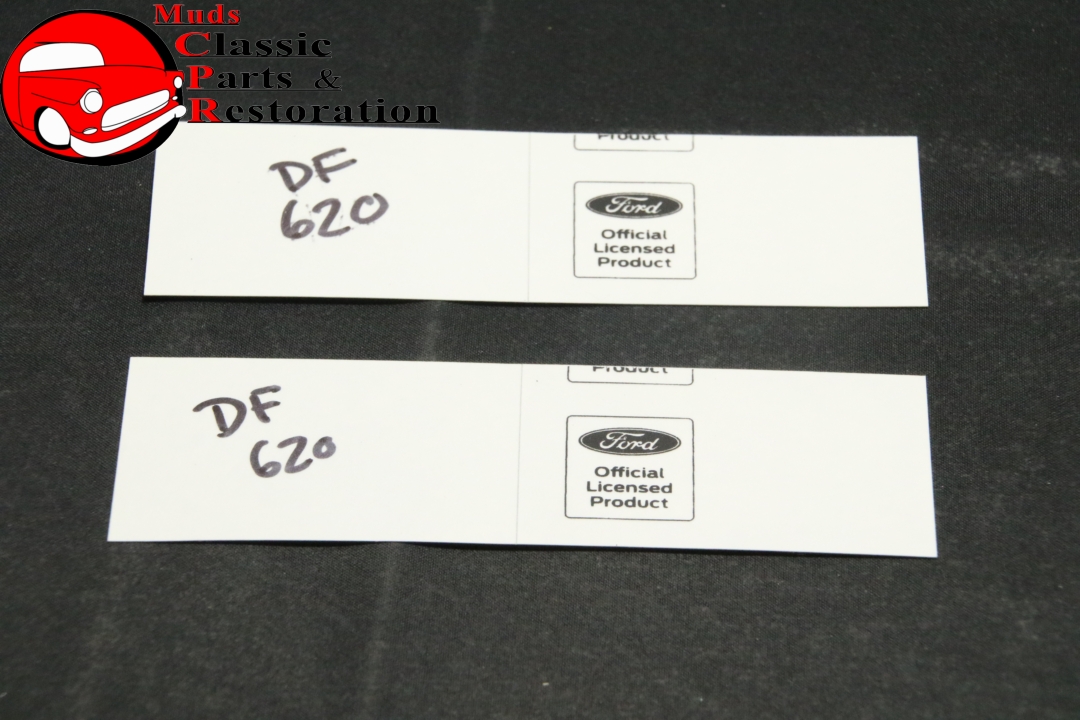 Muds
Classic
Parts &
Restoration
DF
620
Product
Ford
Official
Licensed
Product
DF
620
Product
Ford
Official
Licensed
Product